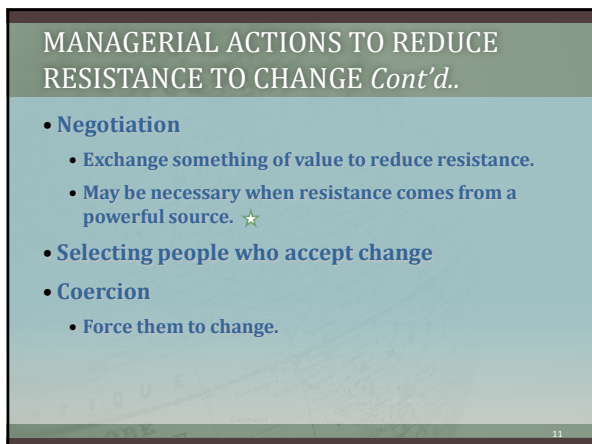 MANAGERIAL ACTIONS TO REDUCE
RESISTANCE TO CHANGE Cont'd..
• Negotiation
• Exchange something of value to reduce resistance.
• May be necessary when resistance comes from a
powerful source. ☆
• Selecting people who accept change
• Coercion
• Force them to change.
11